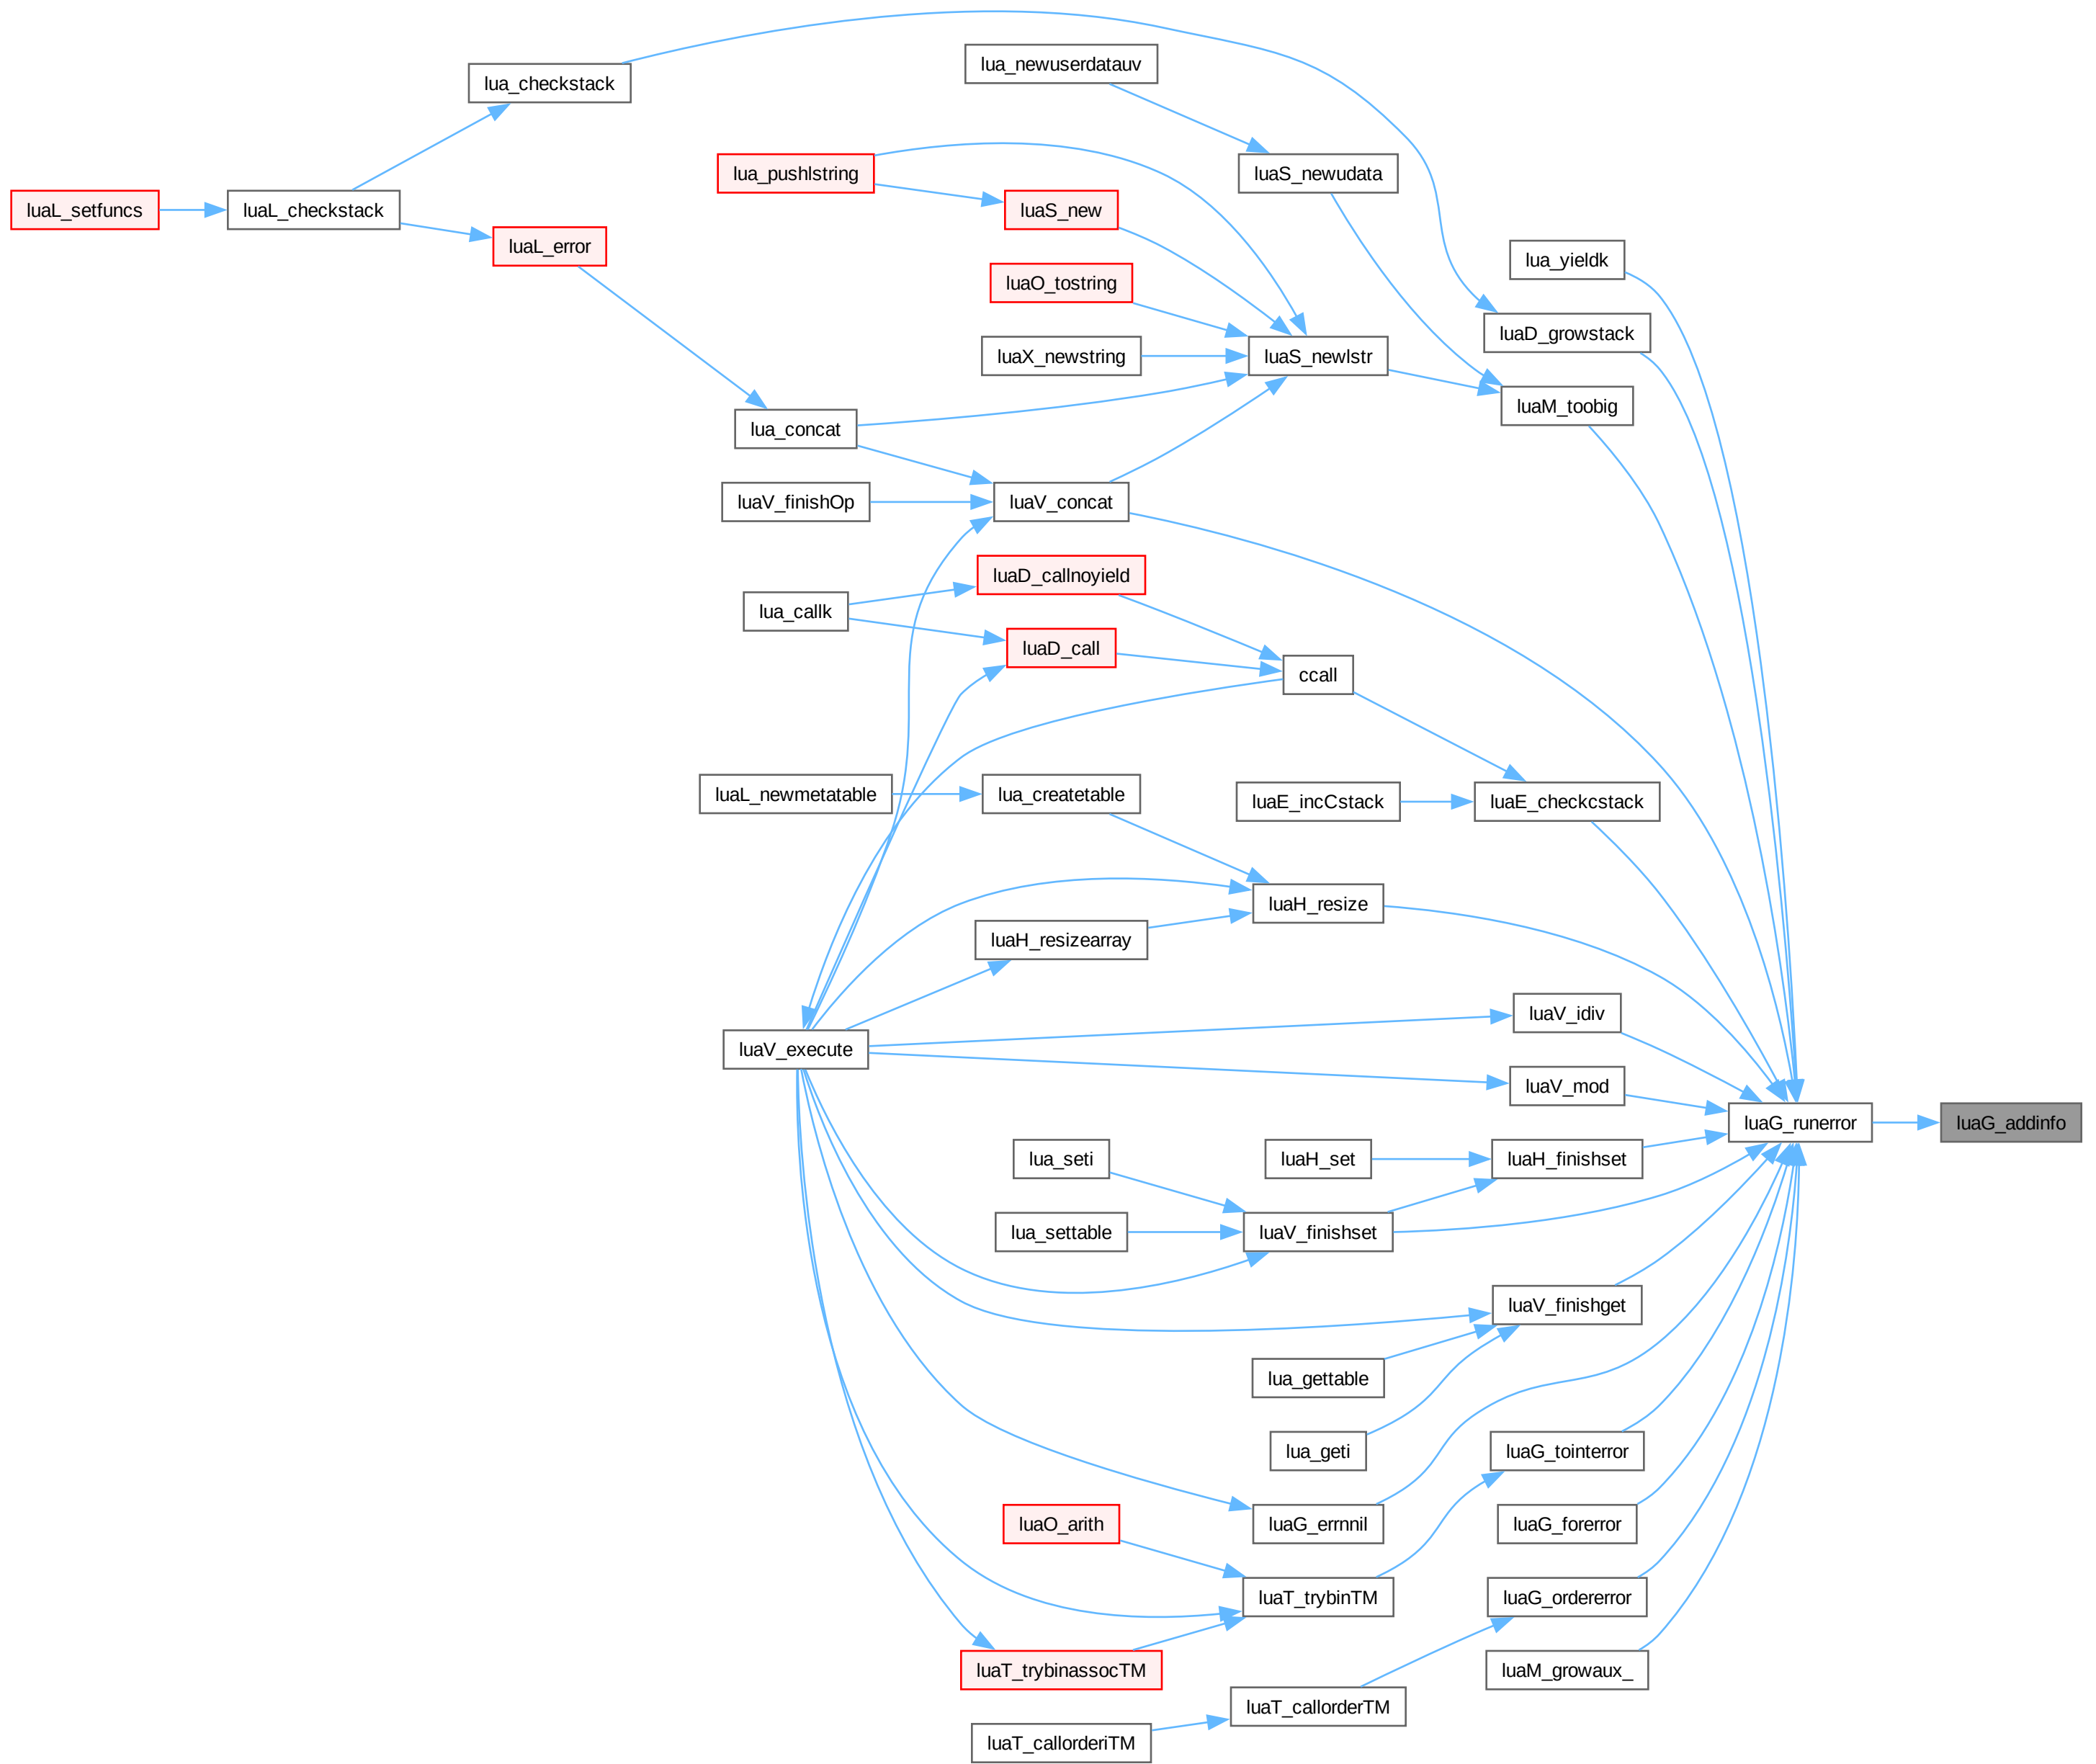 lua_newuserdatauv
lua_checkstack
lua_pushlstring
luaS_newudata
luaL_setfuncs
luaL_checkstack
luaS_new
luaL_error
lua_yieldk
luaO_tostring
luaD_growstack
luaX_newstring
luaS_newlstr
luaM_toobig
lua_concat
luaV_finishOp
luaV_concat
luaD_callnoyield
lua_callk
luaD_call
ccall
luaL_newmetatable
lua_createtable
luaE_incCstack
luaE_checkcstack
luaH_resize
luaH_resizearray
luaV_idiv
luaV_execute
luaV_mod
luaG_runerror
luaG_addinfo
lua_seti
luaH_set
luaH_finishset
lua_settable
luaV_finishset
luaV_finishget
lua_gettable
lua_geti
luaG_tointerror
luaO_arith
luaG_errnnil
luaG_forerror
luaT_trybinTM
luaG_ordererror
luaT_trybinassocTM
luaM_growaux_
luaT_callorderTM
luaT_callorderiTM